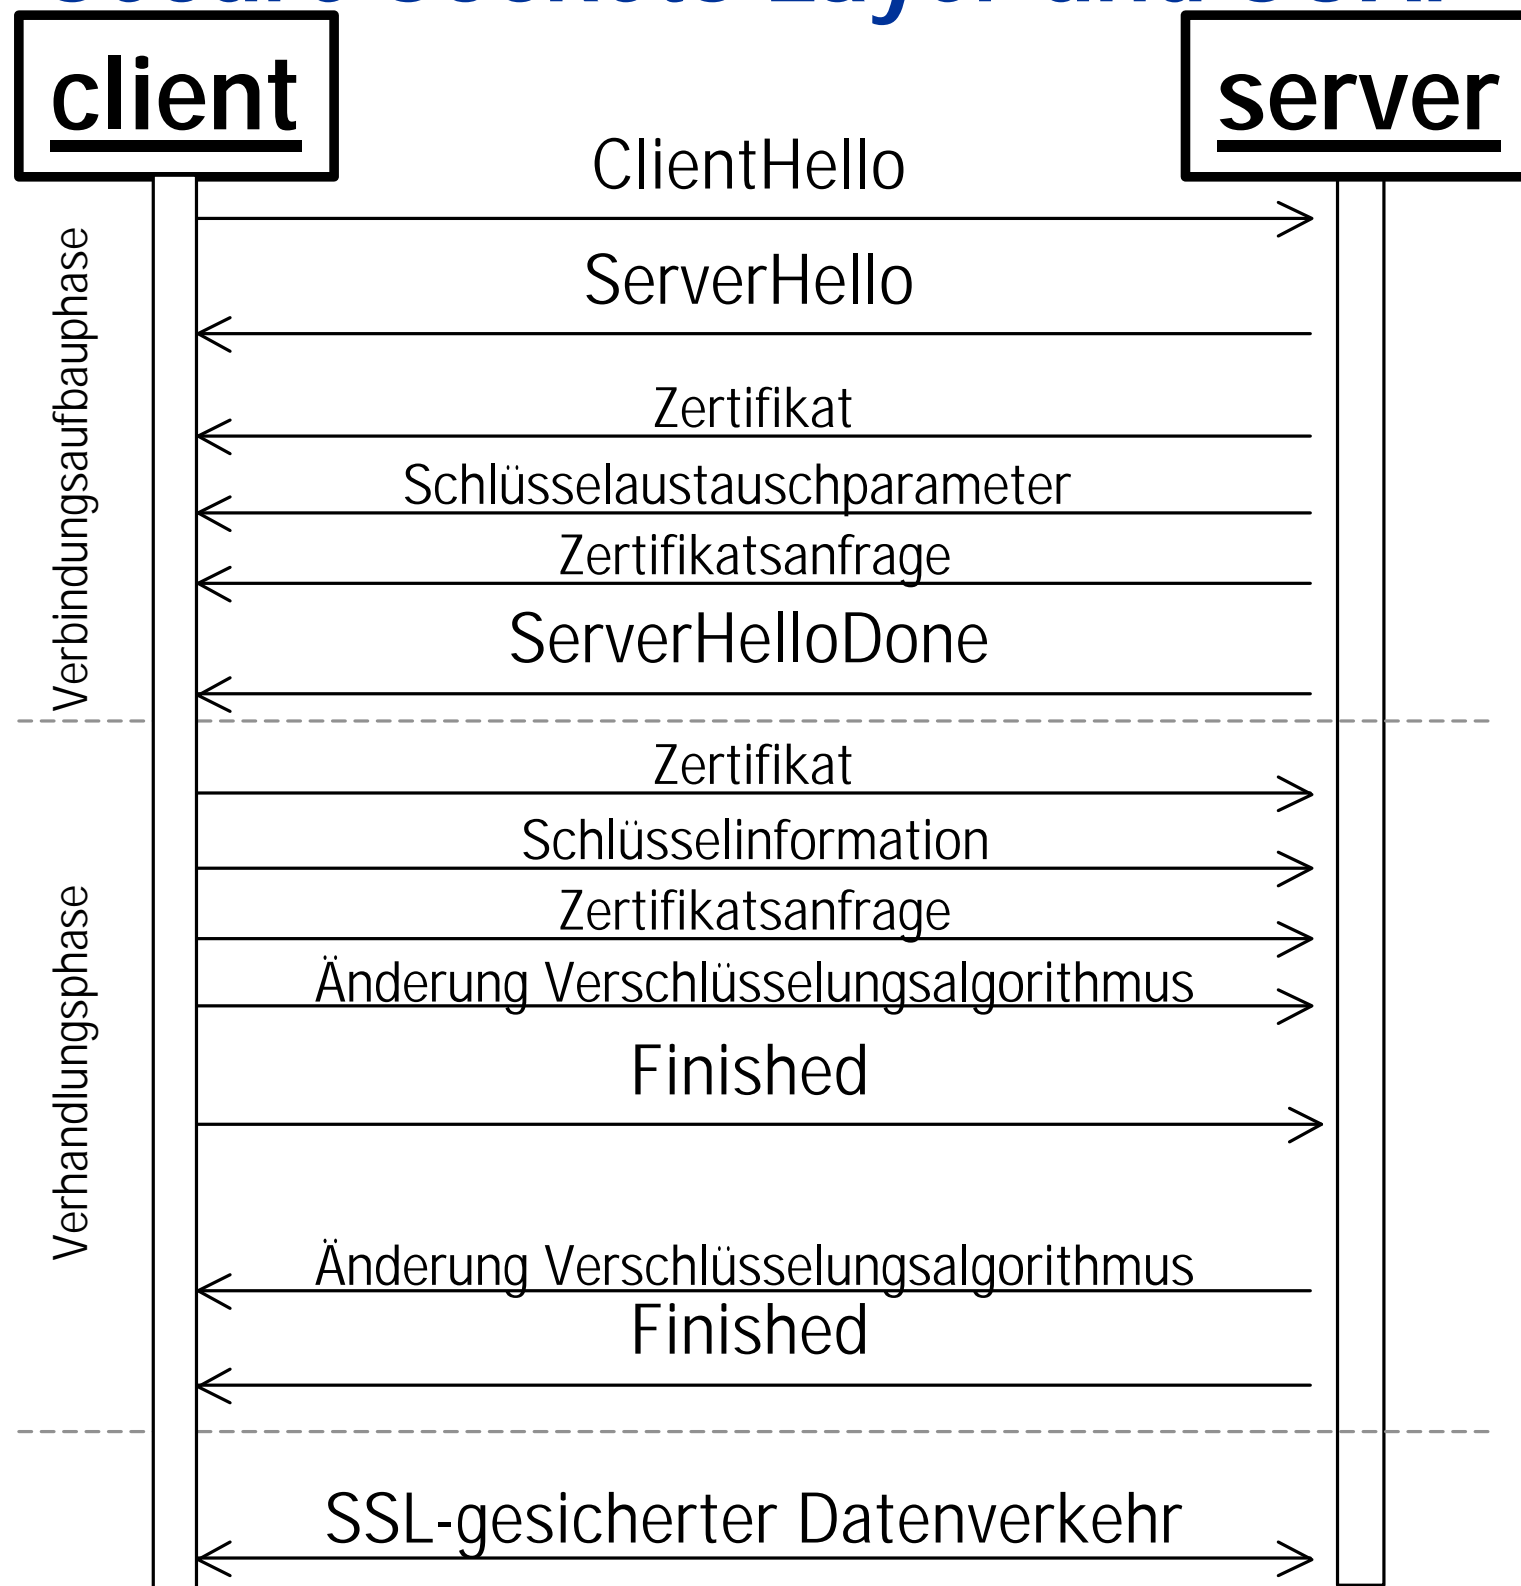 client
server
ClientHello
ServerHello
Zertifikat
Schlüsselaustauschparameter
Zertifikatsanfrage
ServerHelloDone
Verbindungsaufbauphase
Zertifikat
Schlüsselinformation
Zertifikatsanfrage
Änderung Verschlüsselungsalgorithmus
Finished
Änderung Verschlüsselungsalgorithmus
Finished
Verhandlungsphase
SSL-gesicherter Datenverkehr